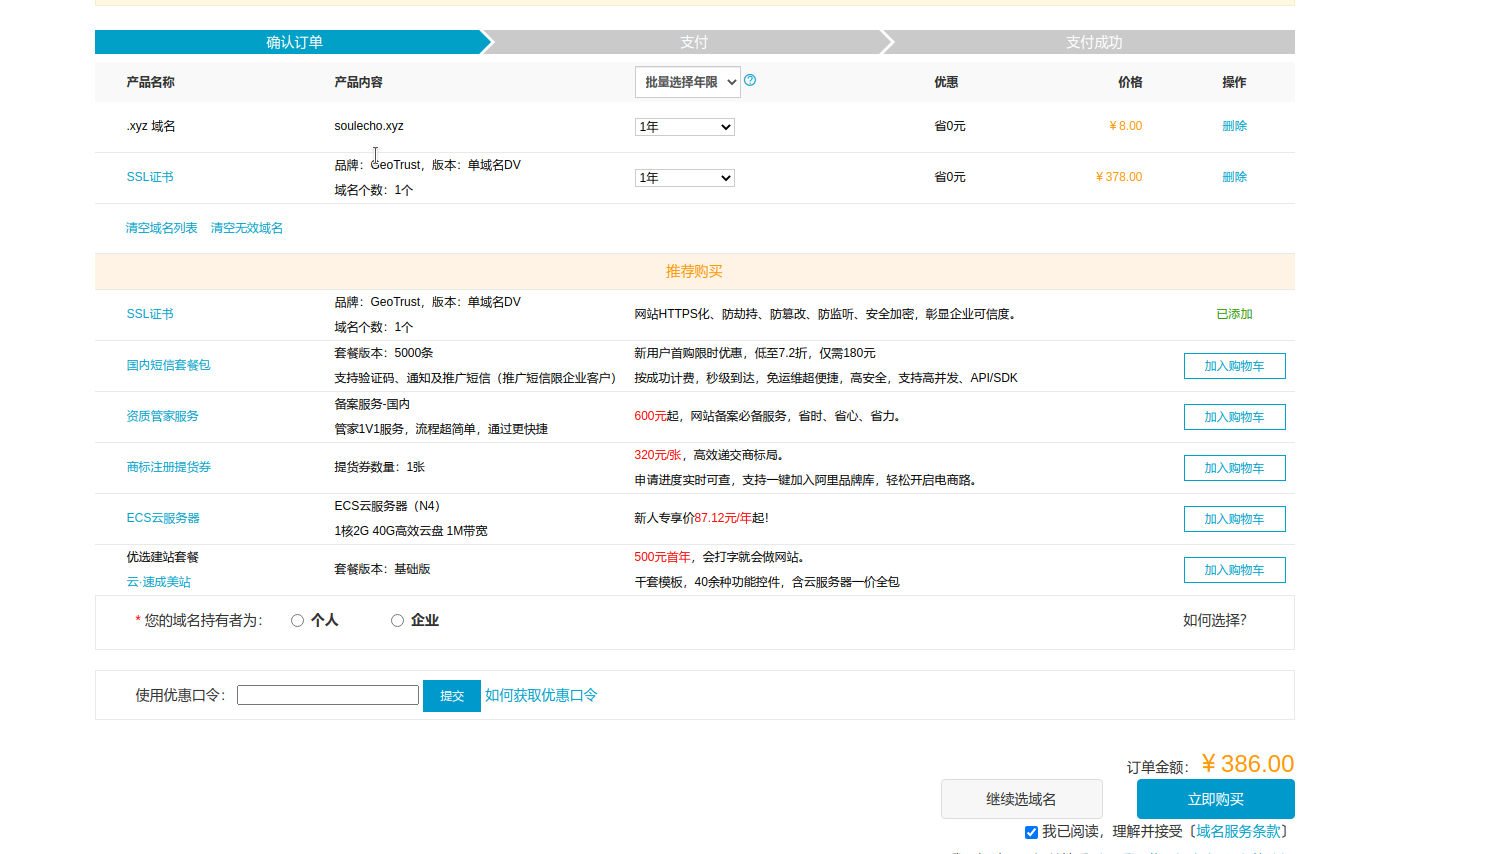 确认订单 支付 支付成功
产品名称 产品内容 批量选择年限 ? 优惠 价格 操作
.xyz 域名 soulecho.xyz 1年 省0元 ¥ 8.00 删除
品牌：GeoTrust，版本：单域名DV
SSL证书 1年 省0元 ¥ 378.00 删除
域名个数：1个
清空域名列表 清空无效域名
推荐购买
品牌：GeoTrust，版本：单域名DV
SSL证书 网站HTTPS化、防劫持、防篡改、防监听、安全加密，彰显企业可信度。 已添加
域名个数：1个
套餐版本：5000条 新用户首购限时优惠，低至7.2折，仅需180元
国内短信套餐包 加入购物车
支持验证码、通知及推广短信（推广短信限企业客户） 按成功计费，秒级到达，免运维超便捷，高安全，支持高并发、API/SDK
备案服务-国内
资质管家服务 600元起，网站备案必备服务，省时、省心、省力。 加入购物车
管家1V1服务，流程超简单，通过更快捷
320元/张，高效递交商标局。
商标注册提货券 提货券数量：1张 加入购物车
申请进度实时可查，支持一键加入阿里品牌库，轻松开启电商路。
ECS云服务器（N4）
ECS云服务器 新人专享价87.12元/年起！ 加入购物车
1核2G 40G高效云盘 1M带宽
优选建站套餐 500元首年，会打字就会做网站。
套餐版本：基础版 加入购物车
云·速成美站 千套模板，40余种功能控件，含云服务器一价全包
* 您的域名持有者为： 个人 企业 如何选择？
使用优惠口令： 提交 如何获取优惠口令
订单金额： ¥ 386.00
继续选域名 立即购买
我已阅读，理解并接受〔域名服务条款〕